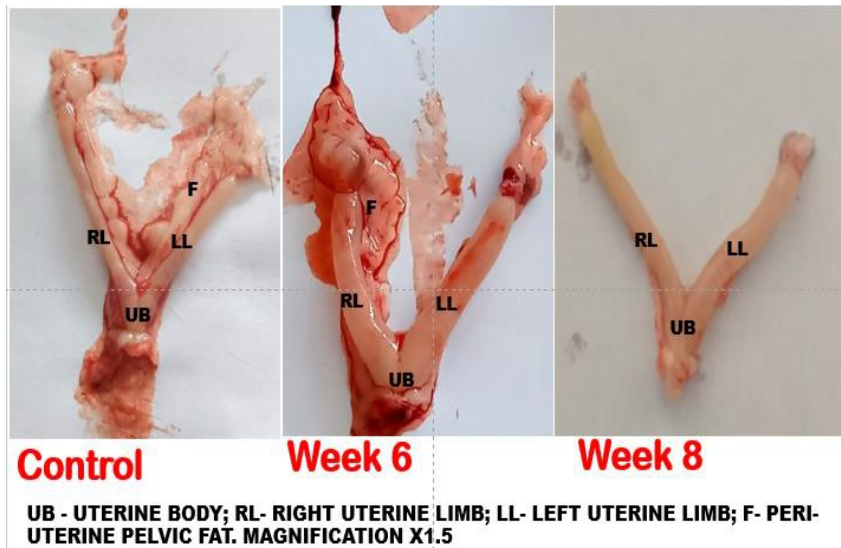 F
RL
LL
UB
F
RL
LL
UB
RL
LL
UB
Control
Week 6
Week 8
UB - UTERINE BODY; RL- RIGHT UTERINE LIMB; LL- LEFT UTERINE LIMB; F- PERI-
UTERINE PELVIC FAT. MAGNIFICATION X1.5